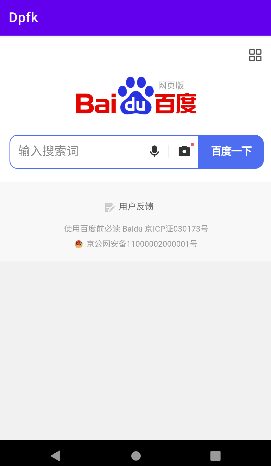 Dpfk
网页版
Bai du 百度
输入搜索词
百度一下
用户反馈
使用百度前必读 Baidu 京ICP证030173号
京公网安备11000002000001号